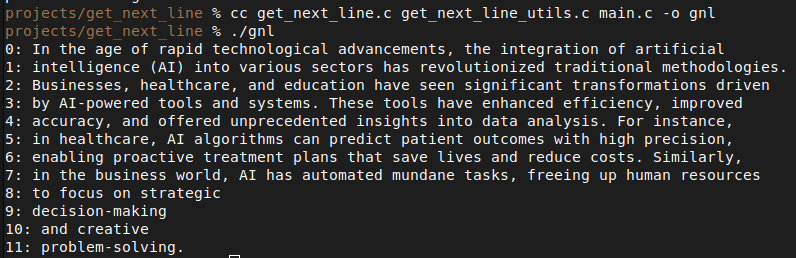 projects/get_next_line % cc get_next_line.c get_next_line_utils.c main.c -o gnl
projects/get_next_line % ./gnl
0: In the age of rapid technological advancements, the integration of artificial
1: intelligence (AI) into various sectors has revolutionized traditional methodologies.
2: Businesses, healthcare, and education have seen significant transformations driven
3: by AI-powered tools and systems. These tools have enhanced efficiency, improved
4: accuracy, and offered unprecedented insights into data analysis. For instance,
5: in healthcare, AI algorithms can predict patient outcomes with high precision,
6: enabling proactive treatment plans that save lives and reduce costs. Similarly,
7: in the business world, AI has automated mundane tasks, freeing up human resources
8: to focus on strategic
9: decision-making
10: and creative
11: problem-solving.